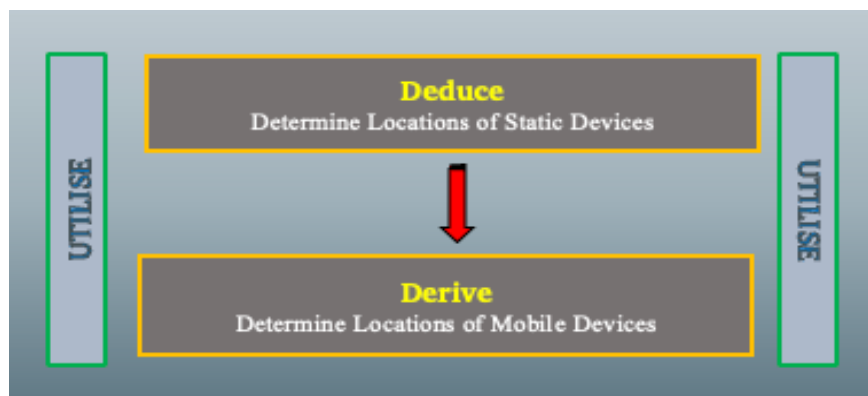 UTILISE
Deduce
Determine Locations of Static Devices
Derive
Determine Locations of Mobile Devices
UTILISE